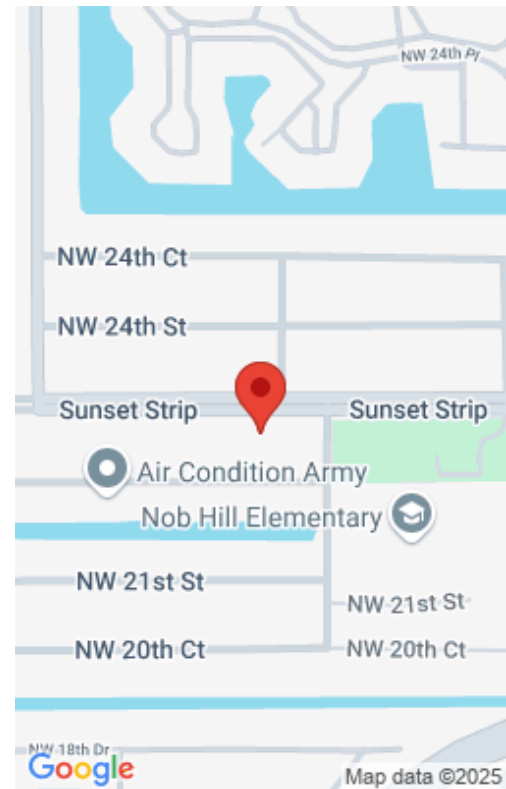 NW 24th Pl
NW 24th Ct
NW 24th St
Sunset Strip
Sunset Strip
Air Condition Army
Nob Hill Elementary
NW 21st St
NW 21st St
NW 20th Ct
NW 20th Ct
NW 18th Dr
Google
Map data ©2025